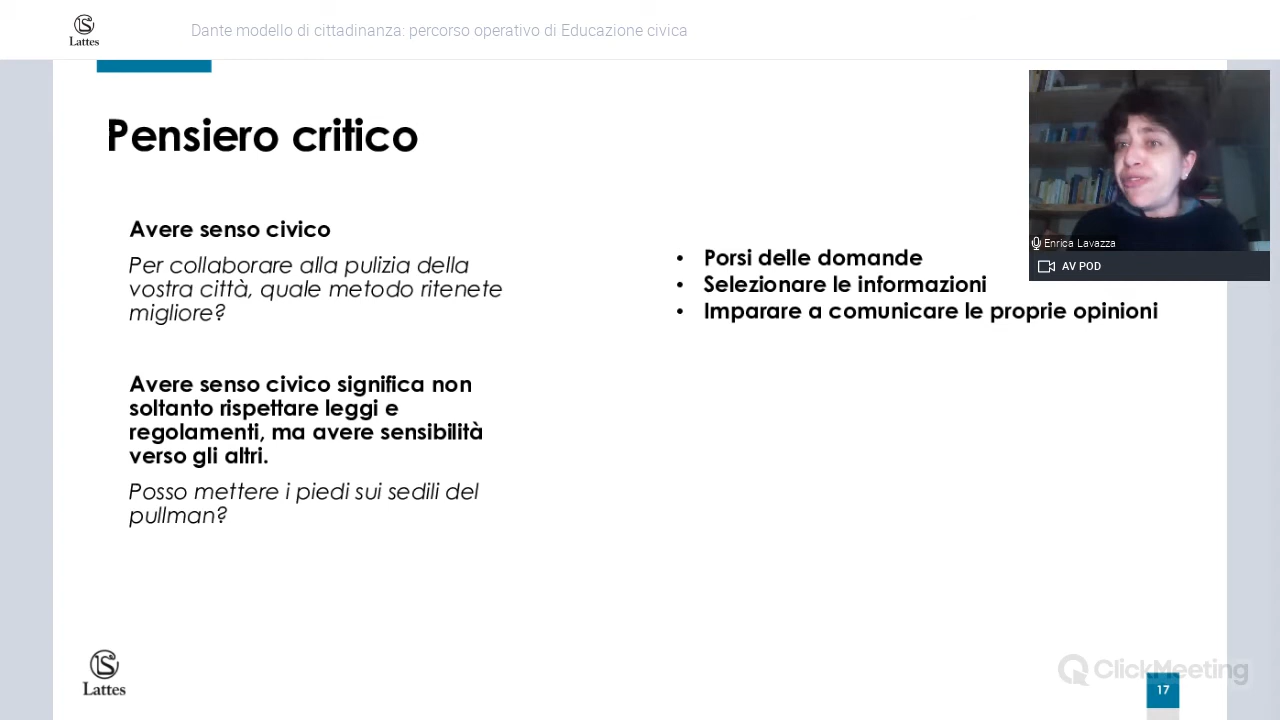 Lattes
Dante modello di cittadinanza: percorso operativo di Educazione civica
Pensiero critico
Avere senso civico
Per collaborare alla pulizia della
vostra città, quale metodo ritenete
migliore?
Avere senso civico significa non
soltanto rispettare leggi e
regolamenti, ma avere sensibilità
verso gli altri.
Posso mettere i piedi sui sedili del
pullman?
• Porsi delle domande
• Selezionare le informazioni
• Imparare a comunicare le proprie opinioni
Enrica Lavazza
AV POD
Lattes
ClickMeeting
17